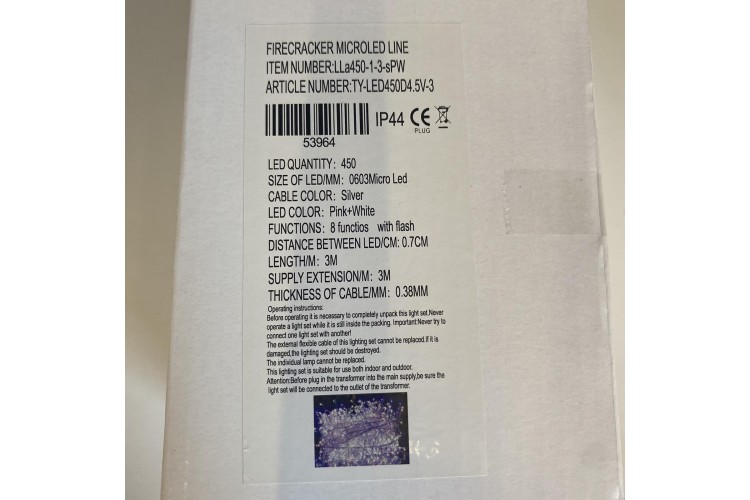 FIRECRACKER MICROLED LINE
ITEM NUMBER:LLa450-1-3-sPW
ARTICLE NUMBER:TY-LED450D4.5V-3
IP44 CE
PLUG
53964
LED QUANTITY: 450
SIZE OF LED/MM: 0603Micro Led
CABLE COLOR: Silver
LED COLOR: Pink+White
FUNCTIONS: 8 functios with flash
DISTANCE BETWEEN LED/CM: 0.7CM
LENGTH/M: 3M
SUPPLY EXTENSION/M: 3M
THICKNESS OF CABLE/MM: 0.38MM
Operating instructions:
Before operating it is necessary to completely unpack this light set.Never
operate a light set while it is still inside the packing. Important:Never try to
connect one light set with another!
The external flexible cable of this lighting set cannot be replaced.If it is
damaged,the lighting set should be destroyed.
The individual lamp cannot be replaced.
This lighting set is suitable for use both indoor and outdoor.
Attention:Before plug in the transformer into the main supply,be sure the
light set will be connected to the outlet of the transformer.